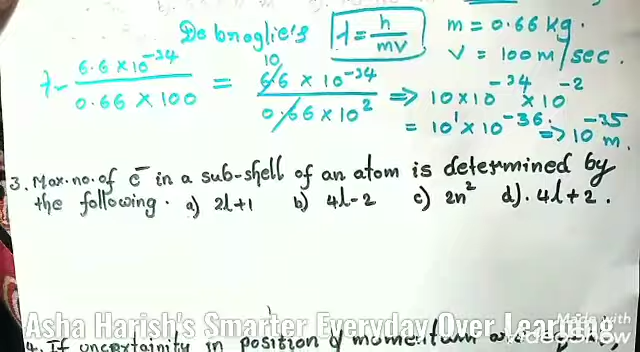 De broglie's λ = h/mv m = 0.66 kg.
v = 100 m/sec.
λ = 6.6 × 10⁻³⁴ / 0.66 × 100 = 10 6.6 × 10⁻³⁴ / 0.66 × 10² => 10 × 10⁻³⁴ × 10⁻²
= 10¹ × 10⁻³⁶ => 10⁻³⁵ m.
3. Max. no. of e⁻ in a sub-shell of an atom is determined by
the following. a) 2l+1 b) 4l-2 c) 2n² d). 4l+2.
Made with
Asha Harish's Smarter Everyday Over Learning
4. If uncertainity in position & momentum